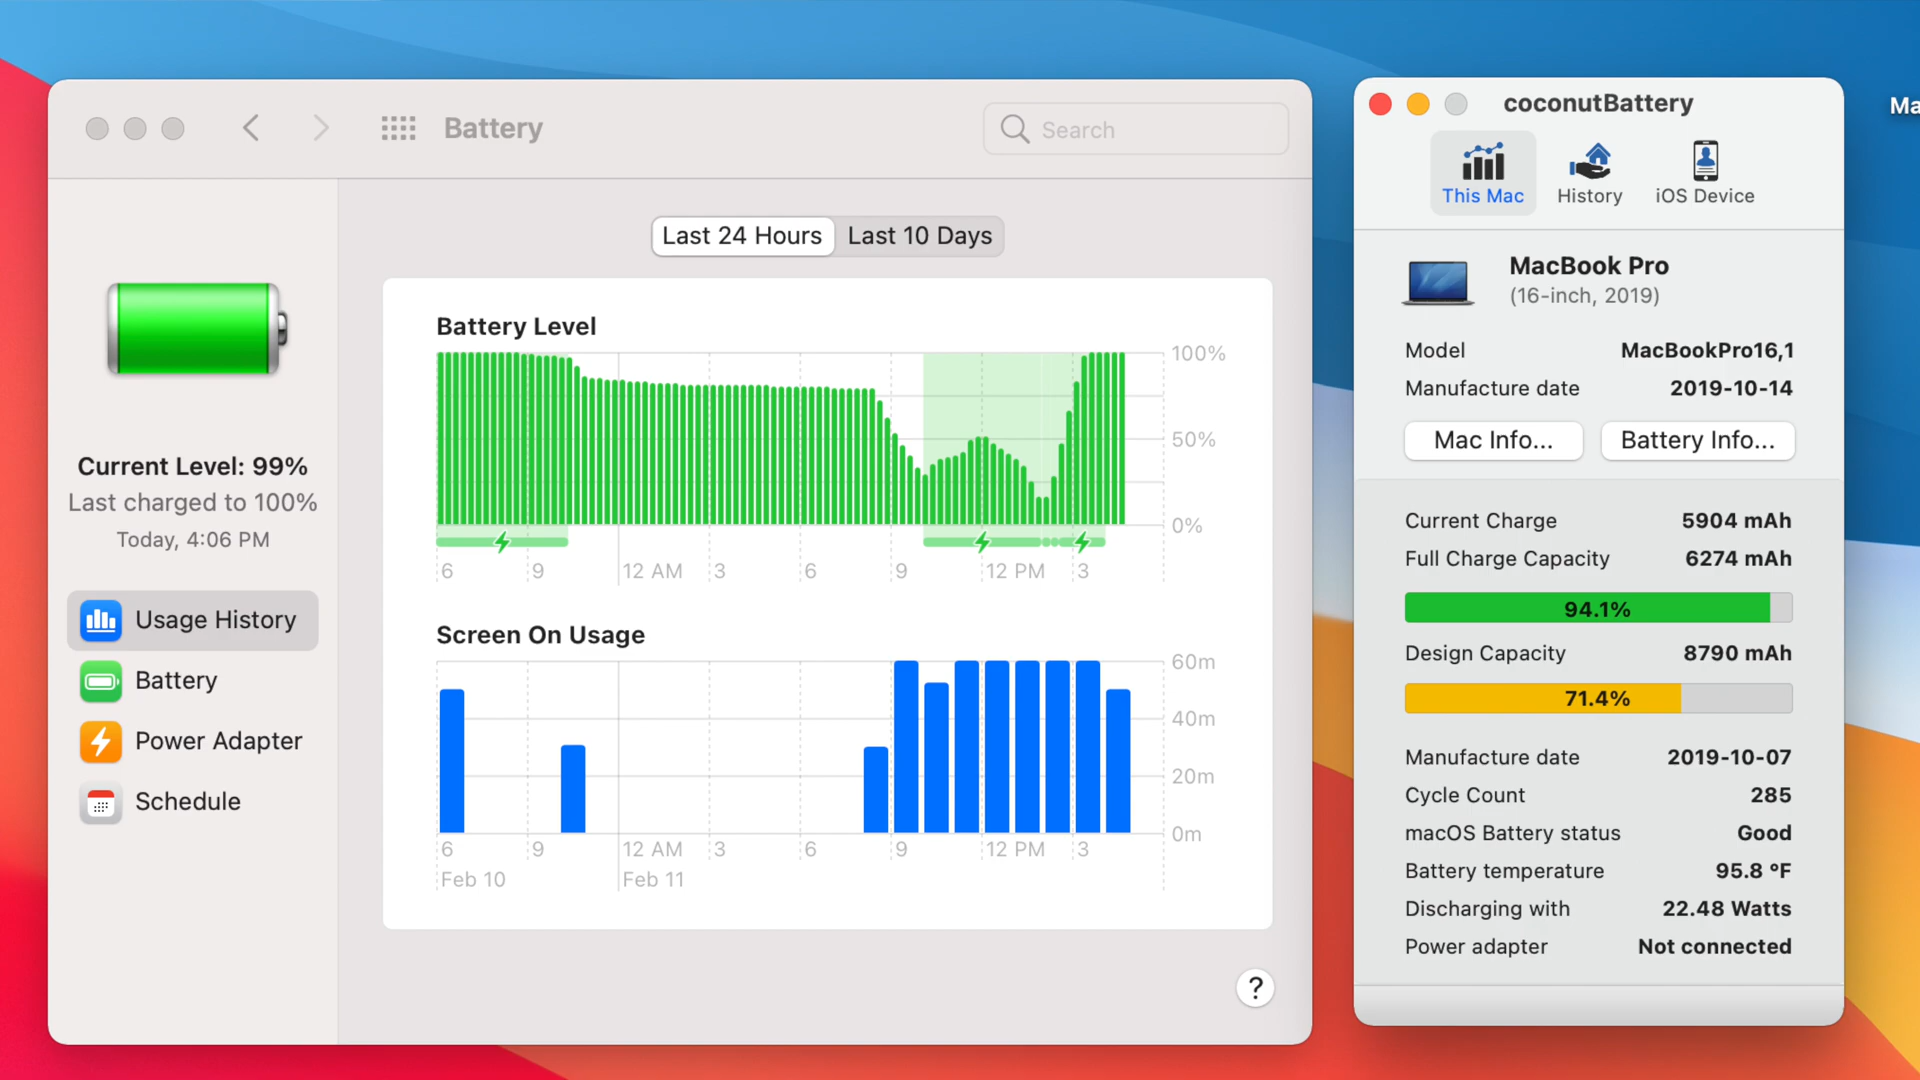 Battery
Search
Last 24 Hours
Last 10 Days
Current Level: 99%
Last charged to 100%
Today, 4:06 PM
Usage History
Battery
Power Adapter
Schedule
Battery Level
100%
50%
0%
6 9 12 AM 3 6 9 12 PM 3
Screen On Usage
60m
40m
20m
0m
6 9 12 AM 3 6 9 12 PM 3
Feb 10 Feb 11
?
coconutBattery
This Mac History iOS Device
MacBook Pro
(16-inch, 2019)
Model MacBookPro16,1
Manufacture date 2019-10-14
Mac Info... Battery Info...
Current Charge 5904 mAh
Full Charge Capacity 6274 mAh
94.1%
Design Capacity 8790 mAh
71.4%
Manufacture date 2019-10-07
Cycle Count 285
macOS Battery status Good
Battery temperature 95.8 ºF
Discharging with 22.48 Watts
Power adapter Not connected
Ma